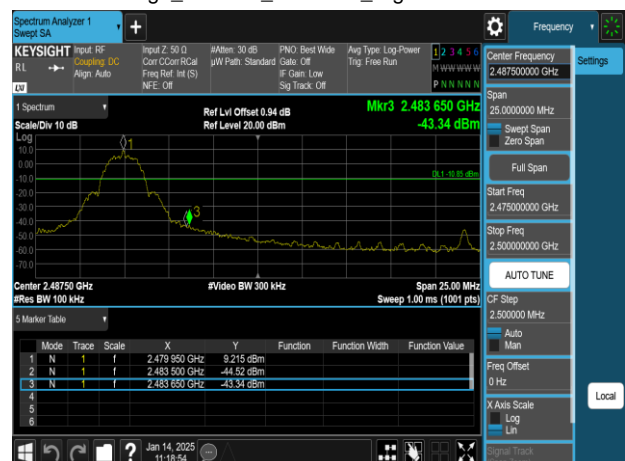 Spectrum Analyzer 1
Swept SA
+
Frequency
KEYSIGHT
RL
LXI
Input: RF
Coupling: DC
Align: Auto
Input Z: 50 Ω
Corr CCorr RCal
Freq Ref: Int (S)
NFE: Off
#Atten: 30 dB
µW Path: Standard
PNO: Best Wide
Gate: Off
IF Gain: Low
Sig Track: Off
Avg Type: Log-Power
Trig: Free Run
1 2 3 4 5 6
M W W W W W
P N N N N N
1 Spectrum
Scale/Div 10 dB
Ref Lvl Offset 0.94 dB
Ref Level 20.00 dBm
Mkr3 2.483 650 GHz
-43.34 dBm
Log
10.0
0.00
-10.0
-20.0
-30.0
-40.0
-50.0
-60.0
-70.0
1
3
DL1 -10.85 dBm
Center 2.48750 GHz
#Res BW 100 kHz
#Video BW 300 kHz
Span 25.00 MHz
Sweep 1.00 ms (1001 pts)
5 Marker Table
Mode Trace Scale X Y Function Function Width Function Value
1 N 1 f 2.479 950 GHz 9.215 dBm
2 N 1 f 2.483 500 GHz -44.52 dBm
3 N 1 f 2.483 650 GHz -43.34 dBm
4
5
6
Jan 14, 2025
11:18:54
Center Frequency
2.487500000 GHz
Span
25.0000000 MHz
Swept Span
Zero Span
Full Span
Start Freq
2.475000000 GHz
Stop Freq
2.500000000 GHz
AUTO TUNE
CF Step
2.500000 MHz
Auto
Man
Freq Offset
0 Hz
X Axis Scale
Log
Lin
Signal Track
Settings
Local
?